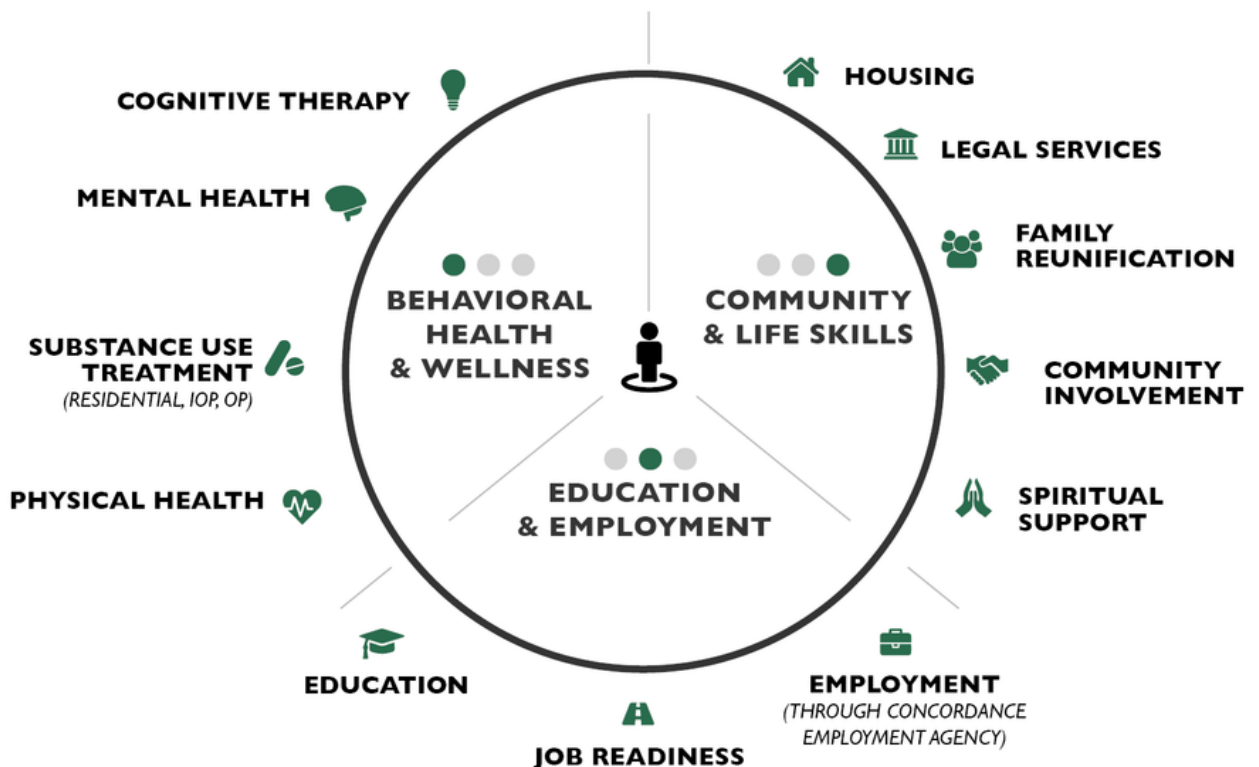 COGNITIVE THERAPY
MENTAL HEALTH
SUBSTANCE USE
TREATMENT
(RESIDENTIAL, IOP, OP)
PHYSICAL HEALTH
HOUSING
LEGAL SERVICES
FAMILY
REUNIFICATION
COMMUNITY
INVOLVEMENT
SPIRITUAL
SUPPORT
BEHAVIORAL
HEALTH
& WELLNESS
COMMUNITY
& LIFE SKILLS
EDUCATION
& EMPLOYMENT
EDUCATION
JOB READINESS
EMPLOYMENT
(THROUGH CONCORDANCE
EMPLOYMENT AGENCY)